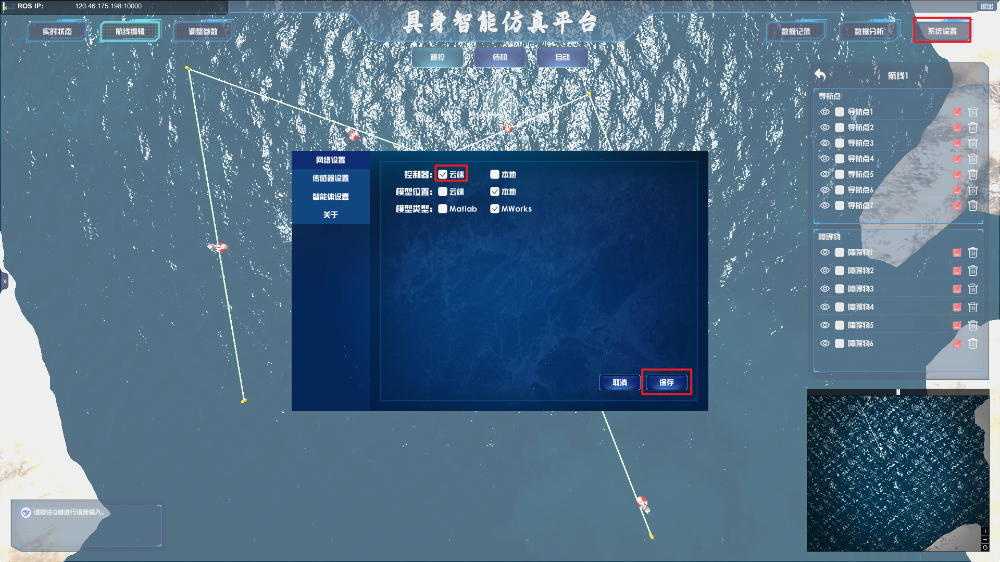 ROS IP: 120.46.175.198:10000
退出
具身智能仿真平台
实时状态 航线编辑 调整参数 数据记录 数据分析 系统设置
遥控 待机 自动
航线1
导航点
导航点1
导航点2
导航点3
导航点4
导航点5
导航点6
导航点7
障碍物
障碍物1
障碍物2
障碍物3
障碍物4
障碍物5
障碍物6
网络设置
传感器设置
智能体设置
关于
控制器: 云端 本地
模型位置: 云端 本地
模型类型: Matlab MWorks
取消 保存
»
N
+
−
请按住Q键进行语音输入。